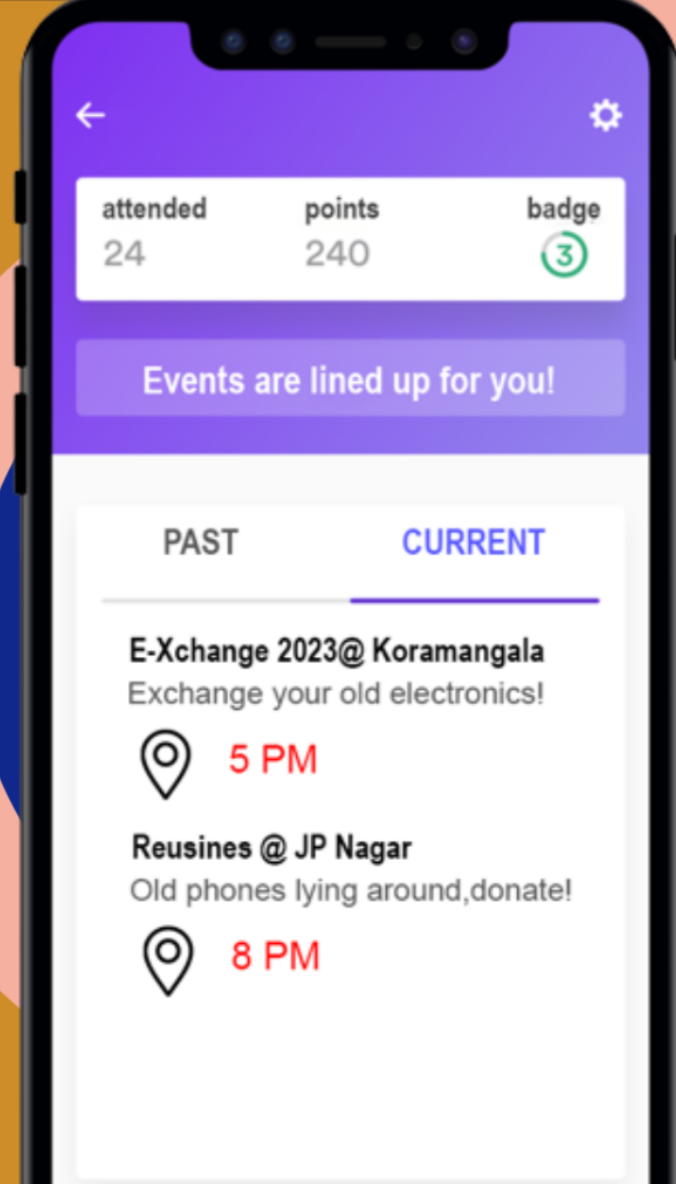 attended points badge
24 240 3
Events are lined up for you!
PAST CURRENT
E-Xchange 2023@ Koramangala
Exchange your old electronics!
5 PM
Reusines @ JP Nagar
Old phones lying around,donate!
8 PM